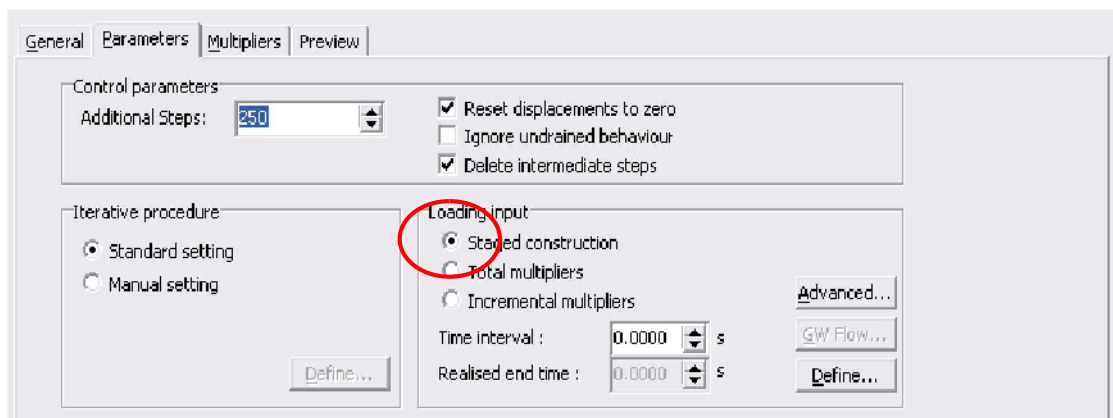 General Parameters Multipliers Preview
Control parameters
Additional Steps: 250
Reset displacements to zero
Ignore undrained behaviour
Delete intermediate steps
Iterative procedure
Standard setting
Manual setting
Define...
Loading input
Staged construction
Total multipliers
Incremental multipliers
Advanced...
Time interval : 0.0000 s
GW Flow...
Realised end time : 0.0000 s
Define...